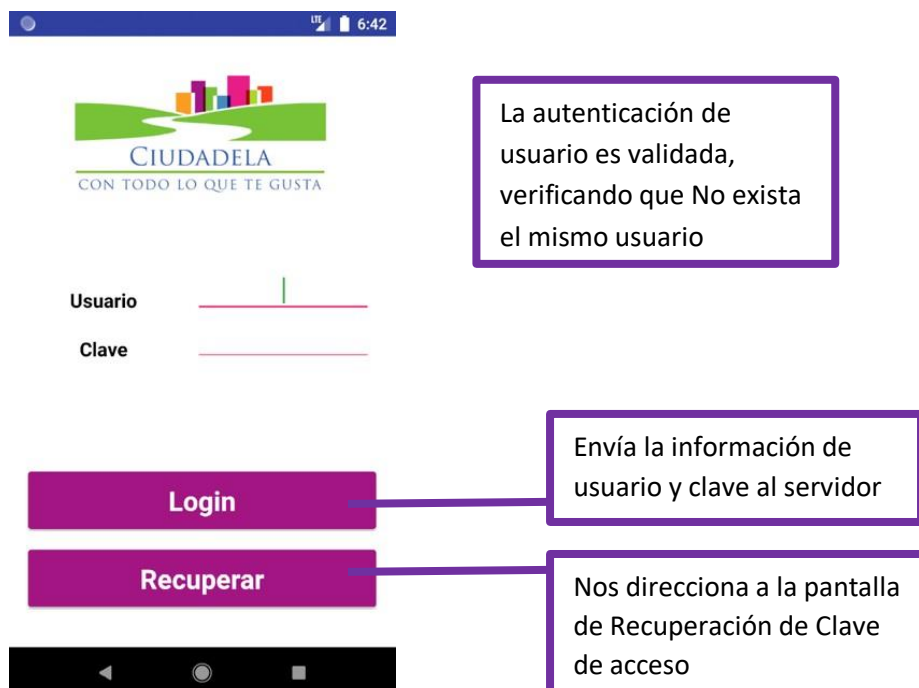 LTE 6:42
CIUDADELA
CON TODO LO QUE TE GUSTA
La autenticación de
usuario es validada,
verificando que No exista
el mismo usuario
Usuario
Clave
Login
Envía la información de
usuario y clave al servidor
Recuperar
Nos direcciona a la pantalla
de Recuperación de Clave
de acceso